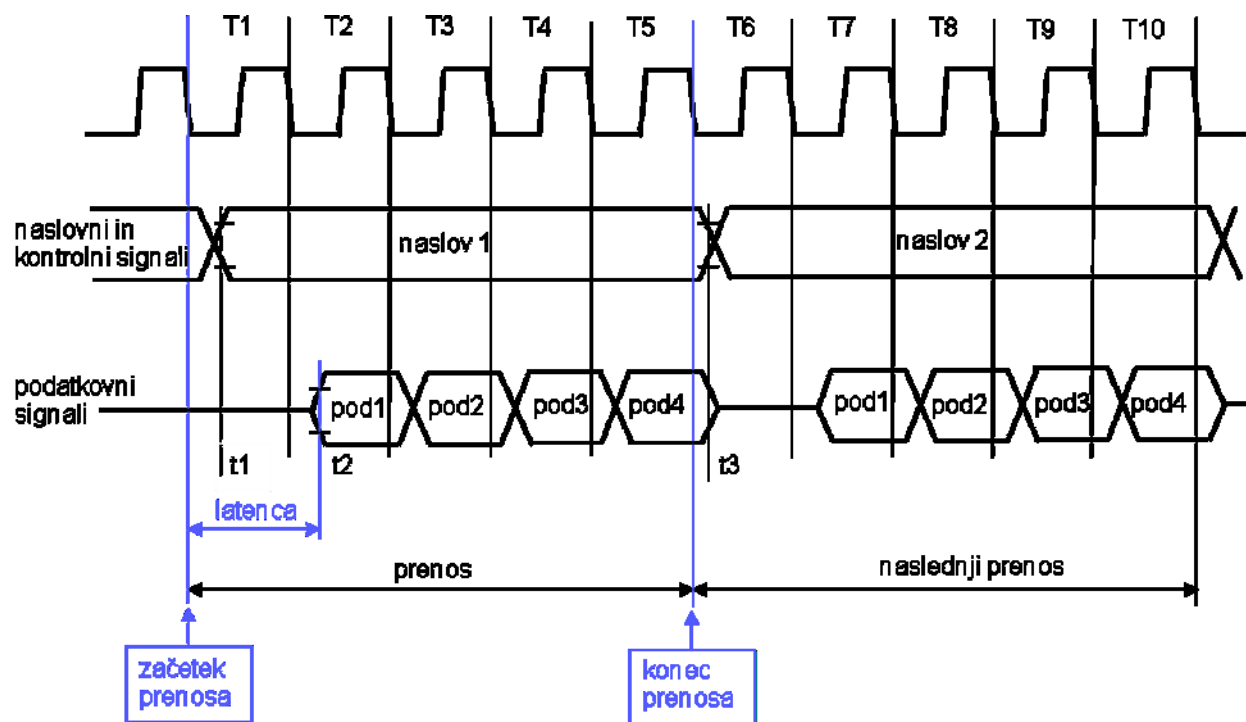 T1 T2 T3 T4 T5 T6 T7 T8 T9 T10
naslovni in
kontrolni signali
naslov 1
naslov 2
podatkovni
signali
pod1 pod2 pod3 pod4 pod1 pod2 pod3 pod4
t1 t2 t3
latenca
prenos
naslednji prenos
začetek
prenosa
konec
prenosa